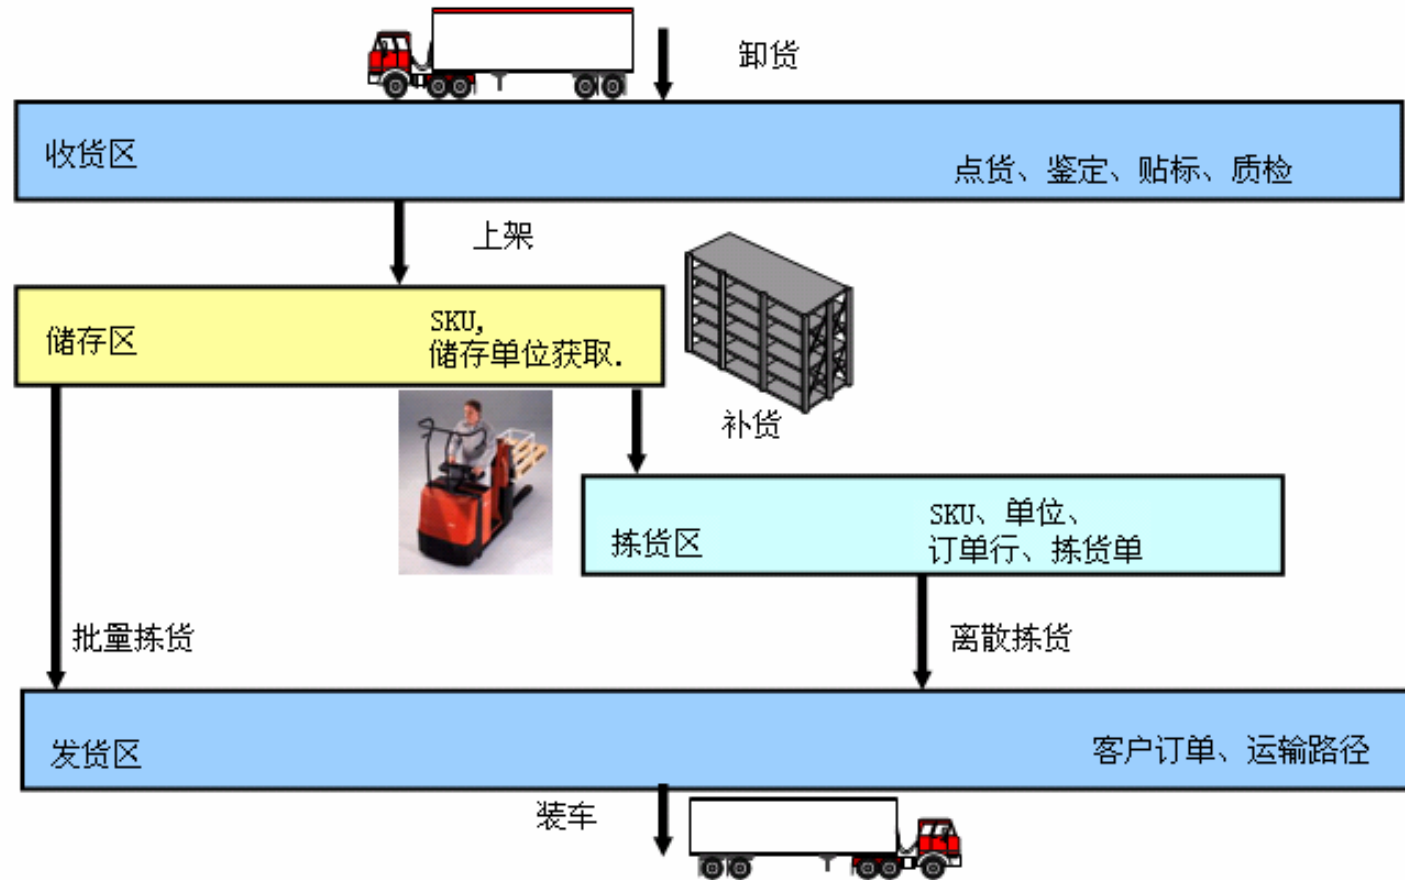 卸货
收货区
点货、鉴定、贴标、质检
上架
储存区
SKU,
储存单位获取.
补货
拣货区
SKU、单位、
订单行、拣货单
批量拣货
离散拣货
发货区
客户订单、运输路径
装车